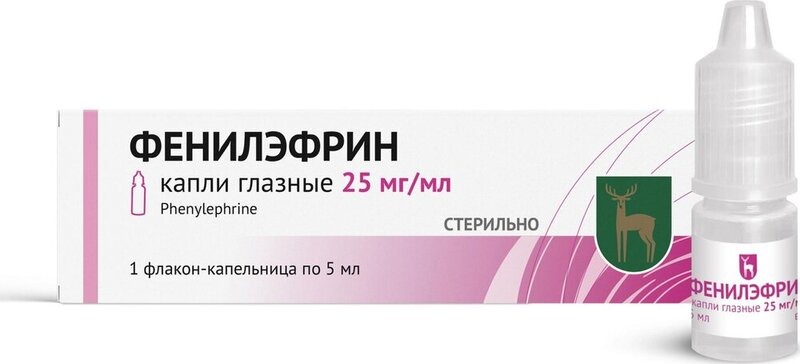 ФЕНИЛЭФРИН
капли глазные 25 мг/мл
Phenylephrine
СТЕРИЛЬНО
1 флакон-капельница по 5 мл
ФЕНИЛЭФРИН
капли глазные 25 мг/
мл